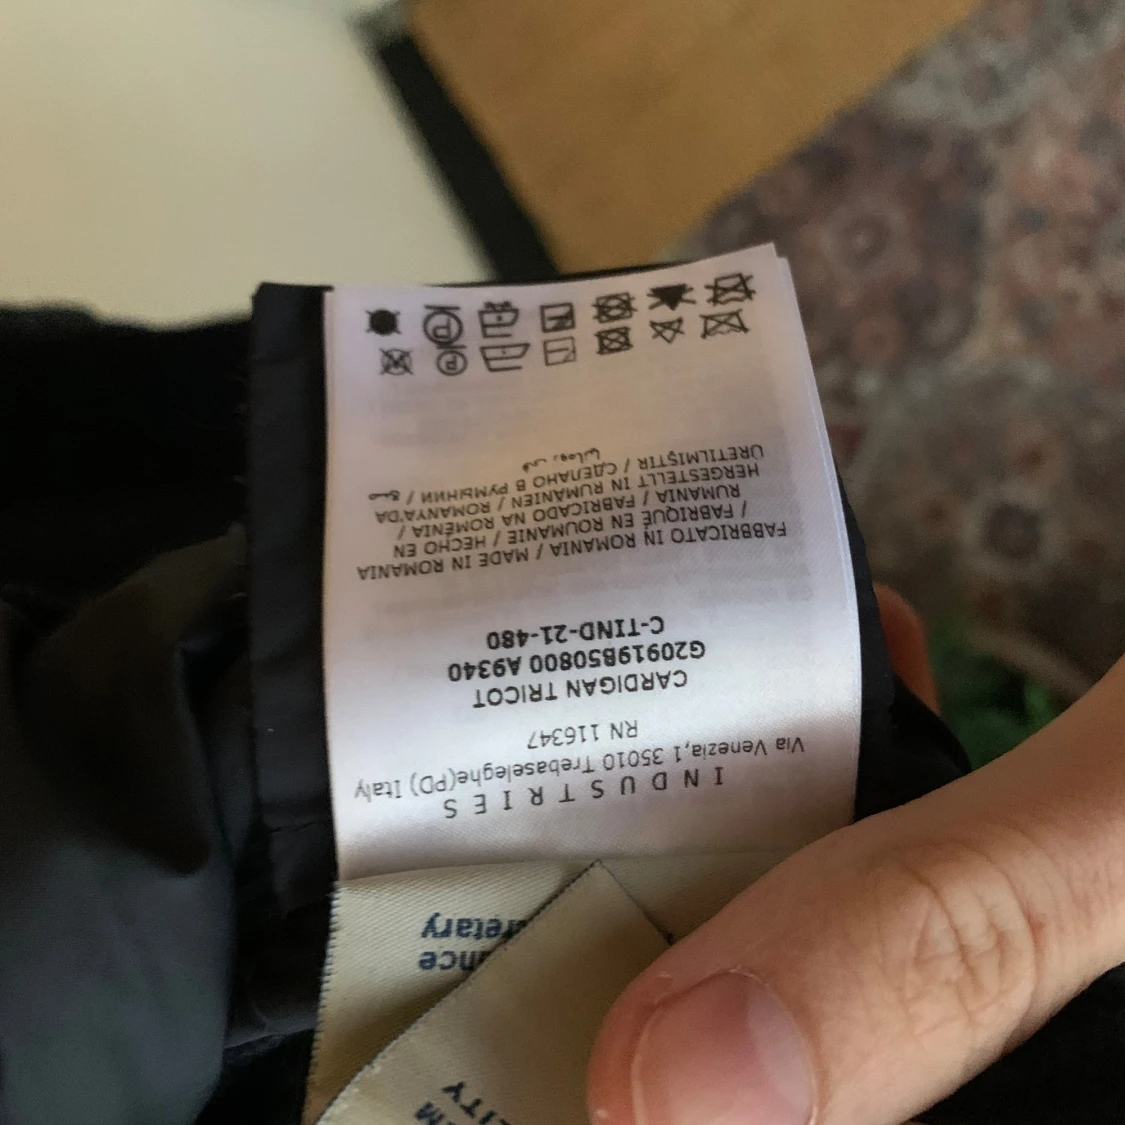 INDUSTRIES
Via Venezia,1 35010 Trebaseleghe(PD) Italy
RN 116347
CARDIGAN TRICOT
G20919B50800 A9340
C-TIND-21-480
FABBRICATO IN ROMANIA / MADE IN ROMANIA
/ FABRIQUÉ EN ROUMANIE / HECHO EN
RUMANIA / FABRICADO NA ROMÉNIA /
HERGESTELLT IN RUMÄNIEN / ROMANYA'DA
ÜRETILMIŞTIR / СДЕЛАНО В РУМЫНИИ /
P
P